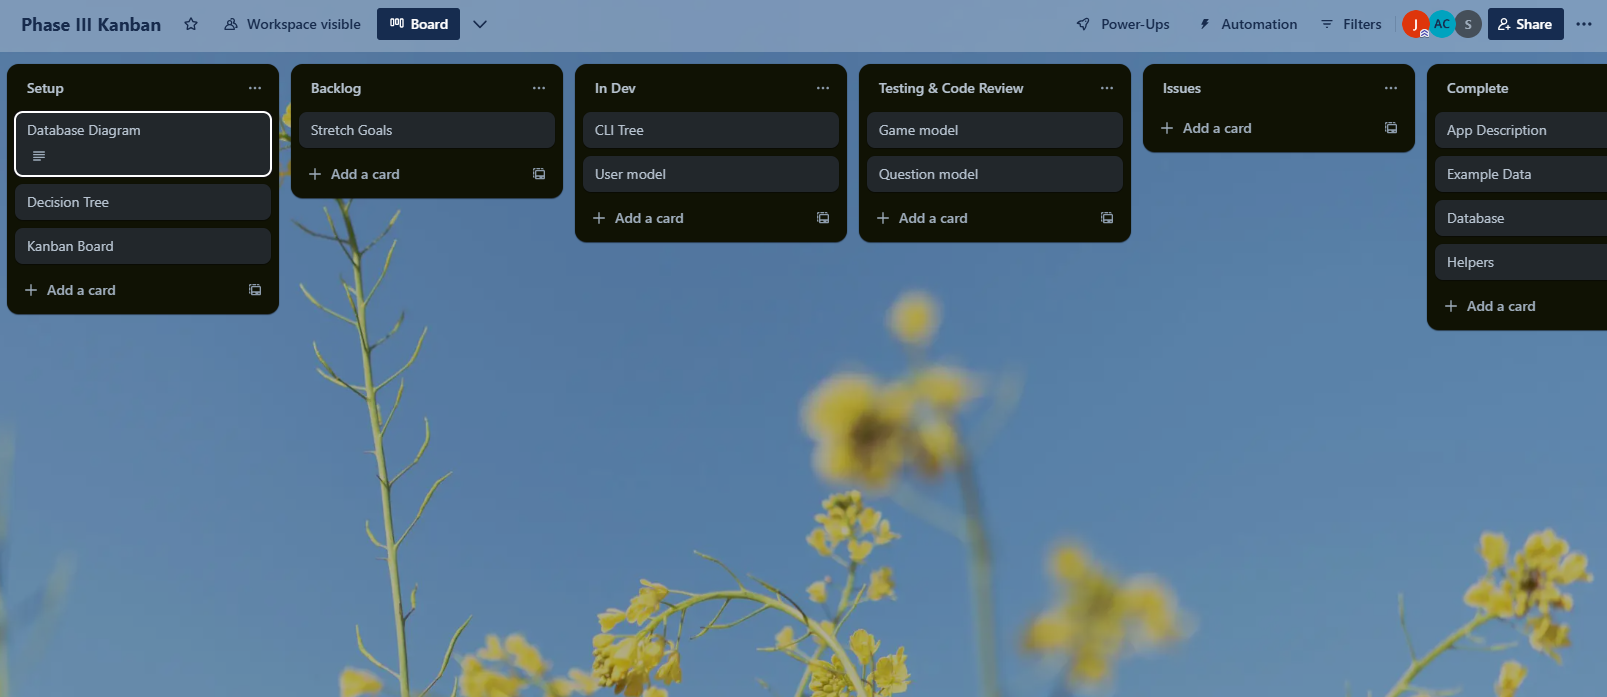 Phase III Kanban
Workspace visible
Board
Power-Ups
Automation
Filters
J
AC
S
Share
Setup
Database Diagram
Decision Tree
Kanban Board
Add a card
Backlog
Stretch Goals
Add a card
In Dev
CLI Tree
User model
Add a card
Testing & Code Review
Game model
Question model
Add a card
Issues
Add a card
Complete
App Description
Example Data
Database
Helpers
Add a card